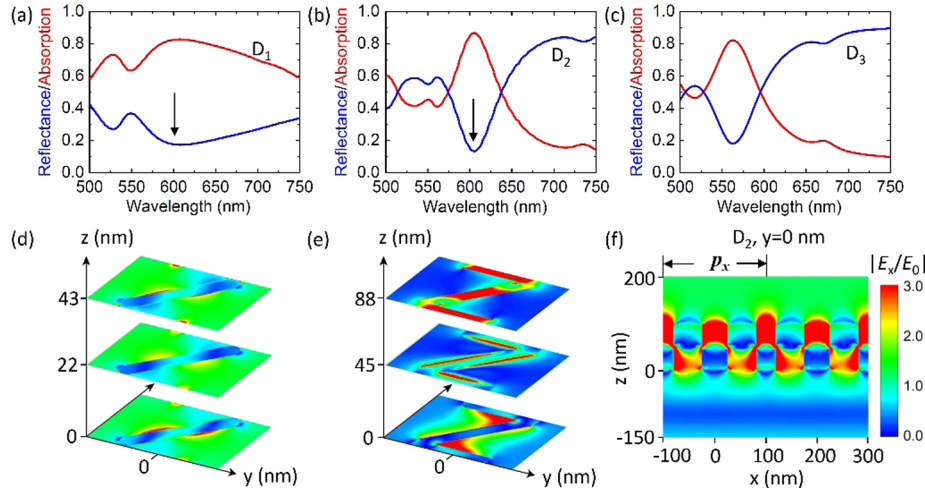 (a)
Reflectance/Absorption
1.0
0.8
0.6
0.4
0.2
0.0
D1
500 550 600 650 700 750
Wavelength (nm)
(b)
Reflectance/Absorption
1.0
0.8
0.6
0.4
0.2
0.0
D2
500 550 600 650 700 750
Wavelength (nm)
(c)
Reflectance/Absorption
1.0
0.8
0.6
0.4
0.2
0.0
D3
500 550 600 650 700 750
Wavelength (nm)
(d)
z (nm)
43
22
0
0
y (nm)
(e)
z (nm)
88
45
0
0
y (nm)
(f)
D2, y=0 nm
px
|Ex/E0|
3.0
2.0
1.0
0.0
z (nm)
200
0
-150
-100 0 100 200 300
x (nm)